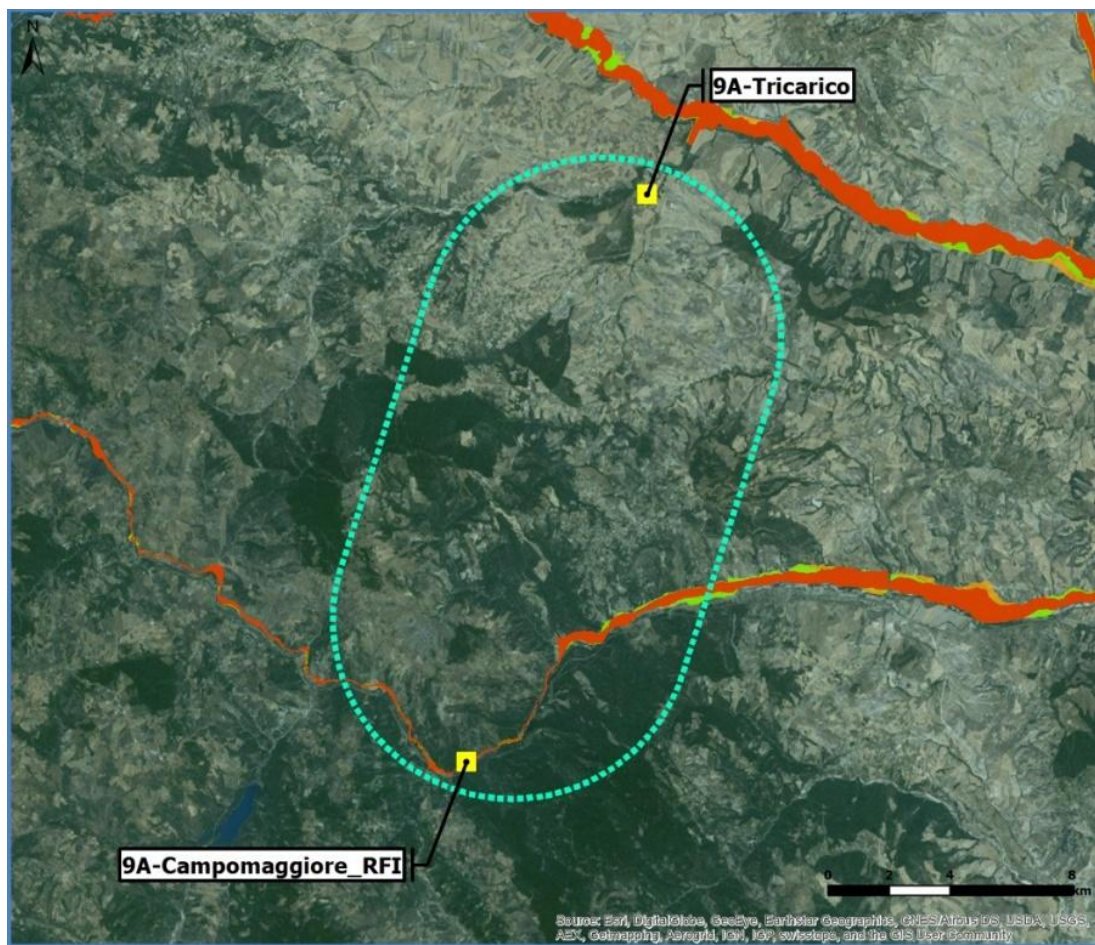 N
9A-Tricarico
9A-Campomaggiore_RFI
0 2 4 8
km
Source: Esri, DigitalGlobe, GeoEye, Earthstar Geographics, CNES/Airbus DS, USDA, USGS,
AEX, Getmapping, Aerogrid, IGN, IGP, swisstopo, and the GIS User Community